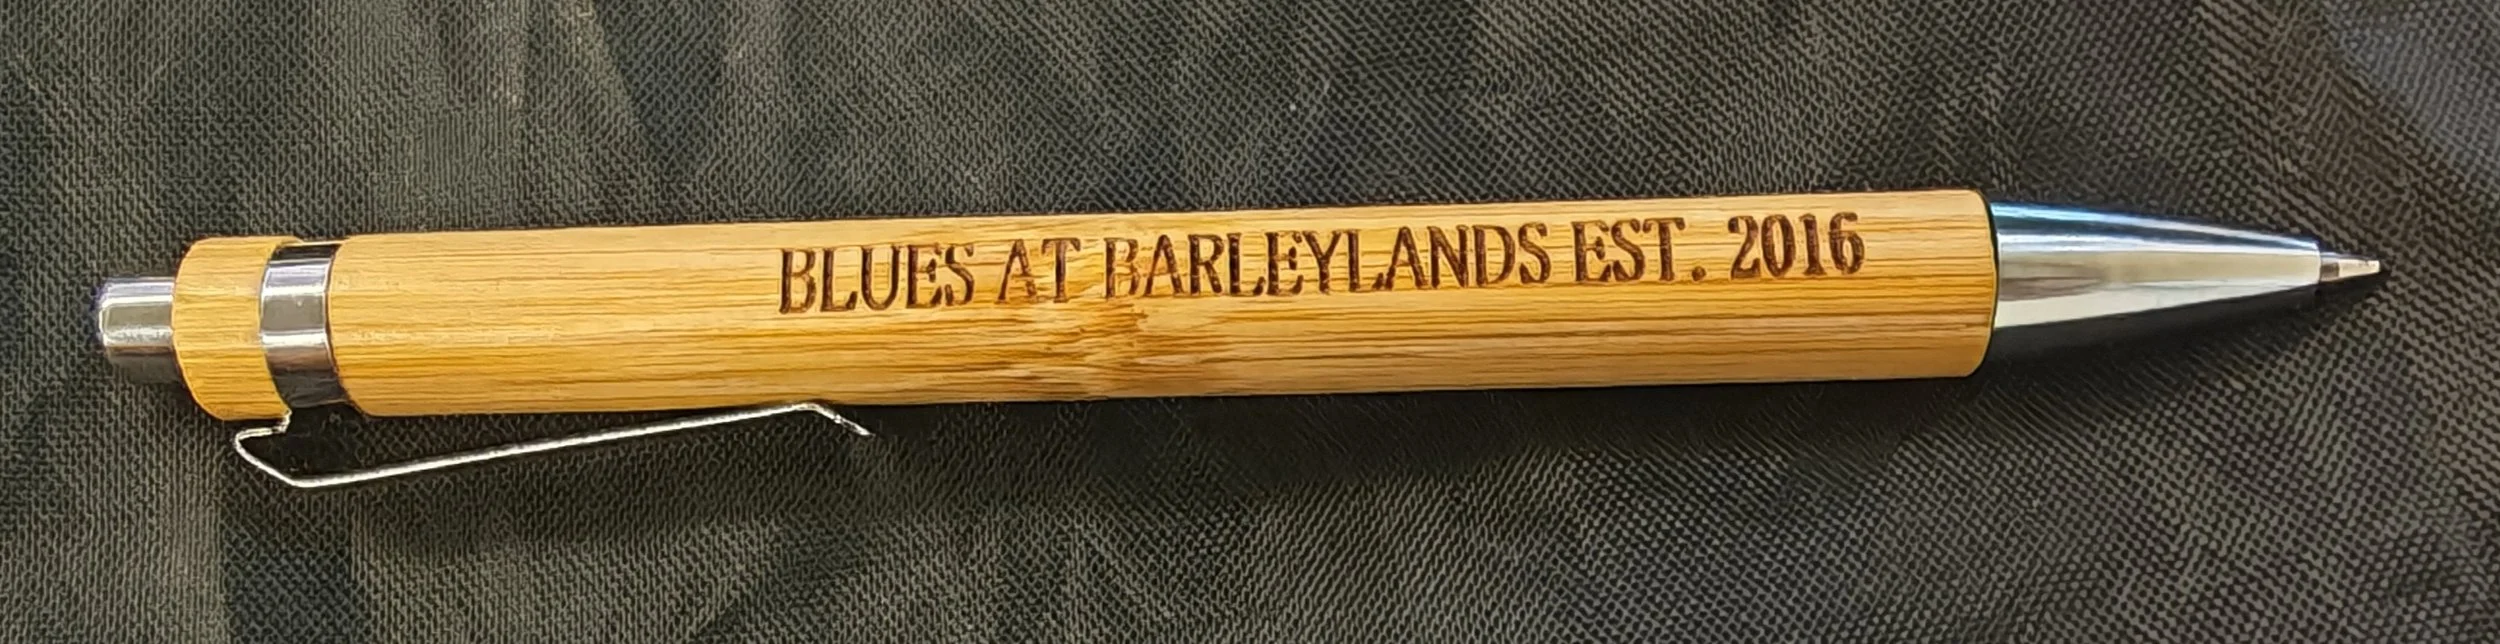 BLUES AT BARLEYLANDS EST. 2016